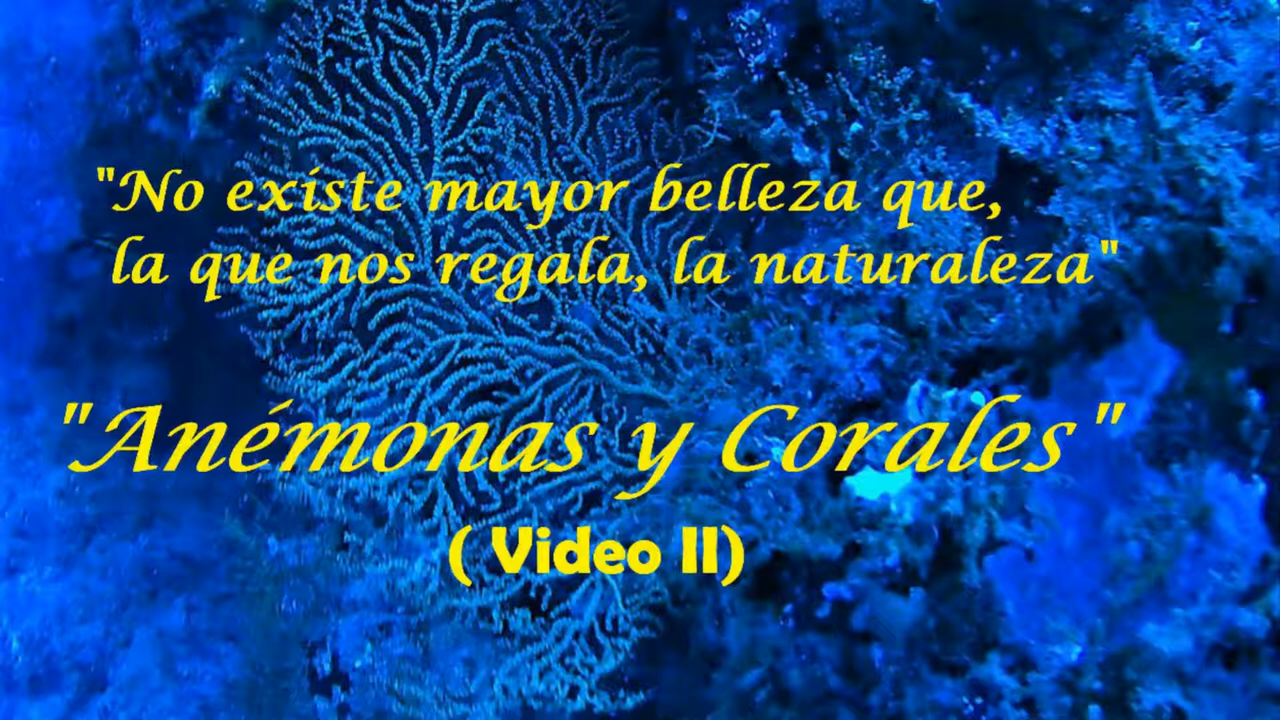 "No existe mayor belleza que,
la que nos regala, la naturaleza"
"Anémonas y Corales"
( Video II)